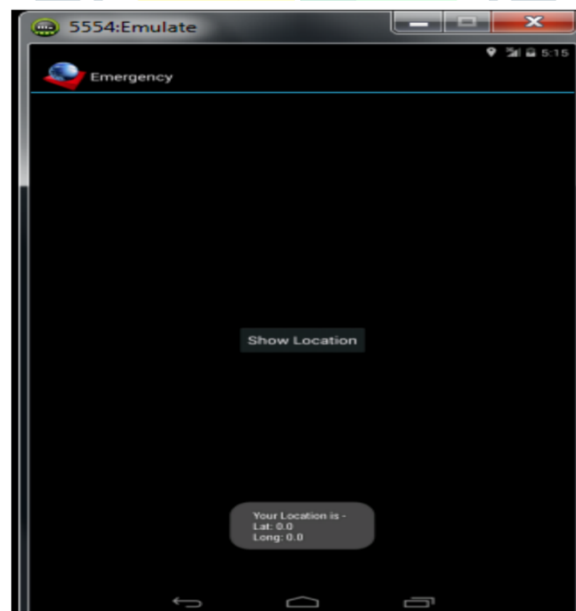 5554:Emulate
5:15
Emergency
Show Location
Your Location is -
Lat: 0.0
Long: 0.0